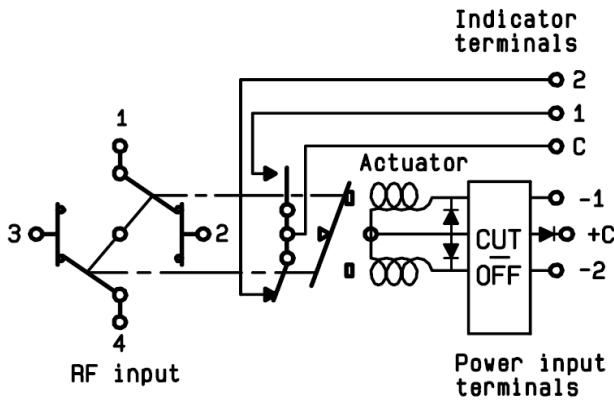 Indicator
terminals
2
1
C
1
Actuator
3
2
-1
+C
CUT
OFF
-2
4
RF input
Power input
terminals